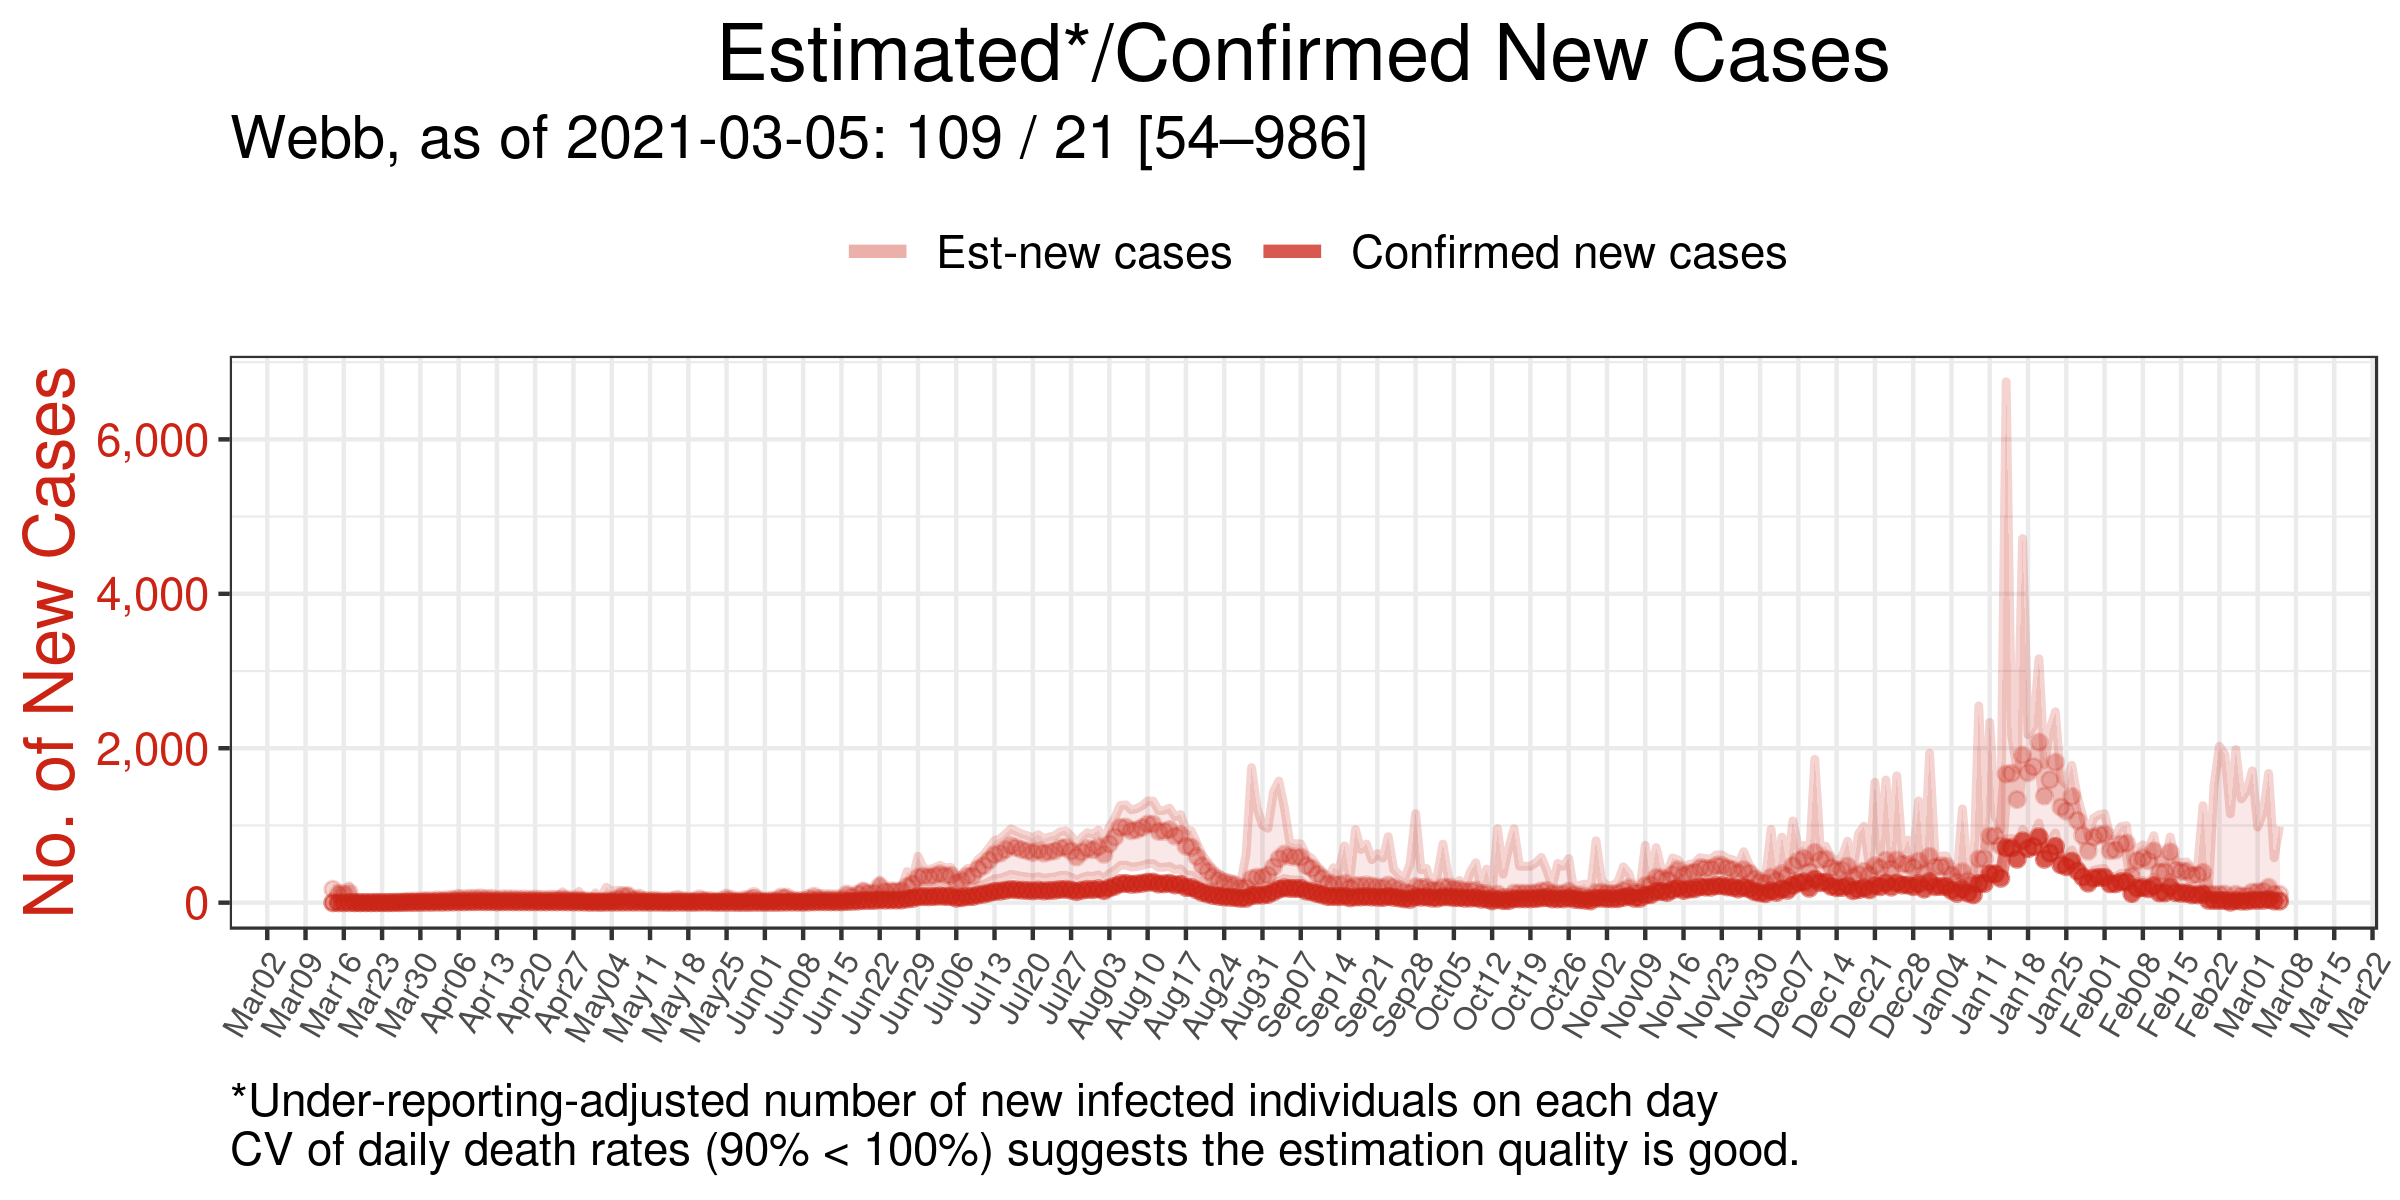 Estimated*/Confirmed New Cases
Webb, as of 2021-03-05: 109 / 21 [54–986]
Est-new cases
Confirmed new cases
No. of New Cases
6,000
4,000
2,000
0
Mar02
Mar09
Mar16
Mar23
Mar30
Apr06
Apr13
Apr20
Apr27
May04
May11
May18
May25
Jun01
Jun08
Jun15
Jun22
Jun29
Jul06
Jul13
Jul20
Jul27
Aug03
Aug10
Aug17
Aug24
Aug31
Sep07
Sep14
Sep21
Sep28
Oct05
Oct12
Oct19
Oct26
Nov02
Nov09
Nov16
Nov23
Nov30
Dec07
Dec14
Dec21
Dec28
Jan04
Jan11
Jan18
Jan25
Feb01
Feb08
Feb15
Feb22
Mar01
Mar08
Mar15
Mar22
*Under-reporting-adjusted number of new infected individuals on each day
CV of daily death rates (90% < 100%) suggests the estimation quality is good.